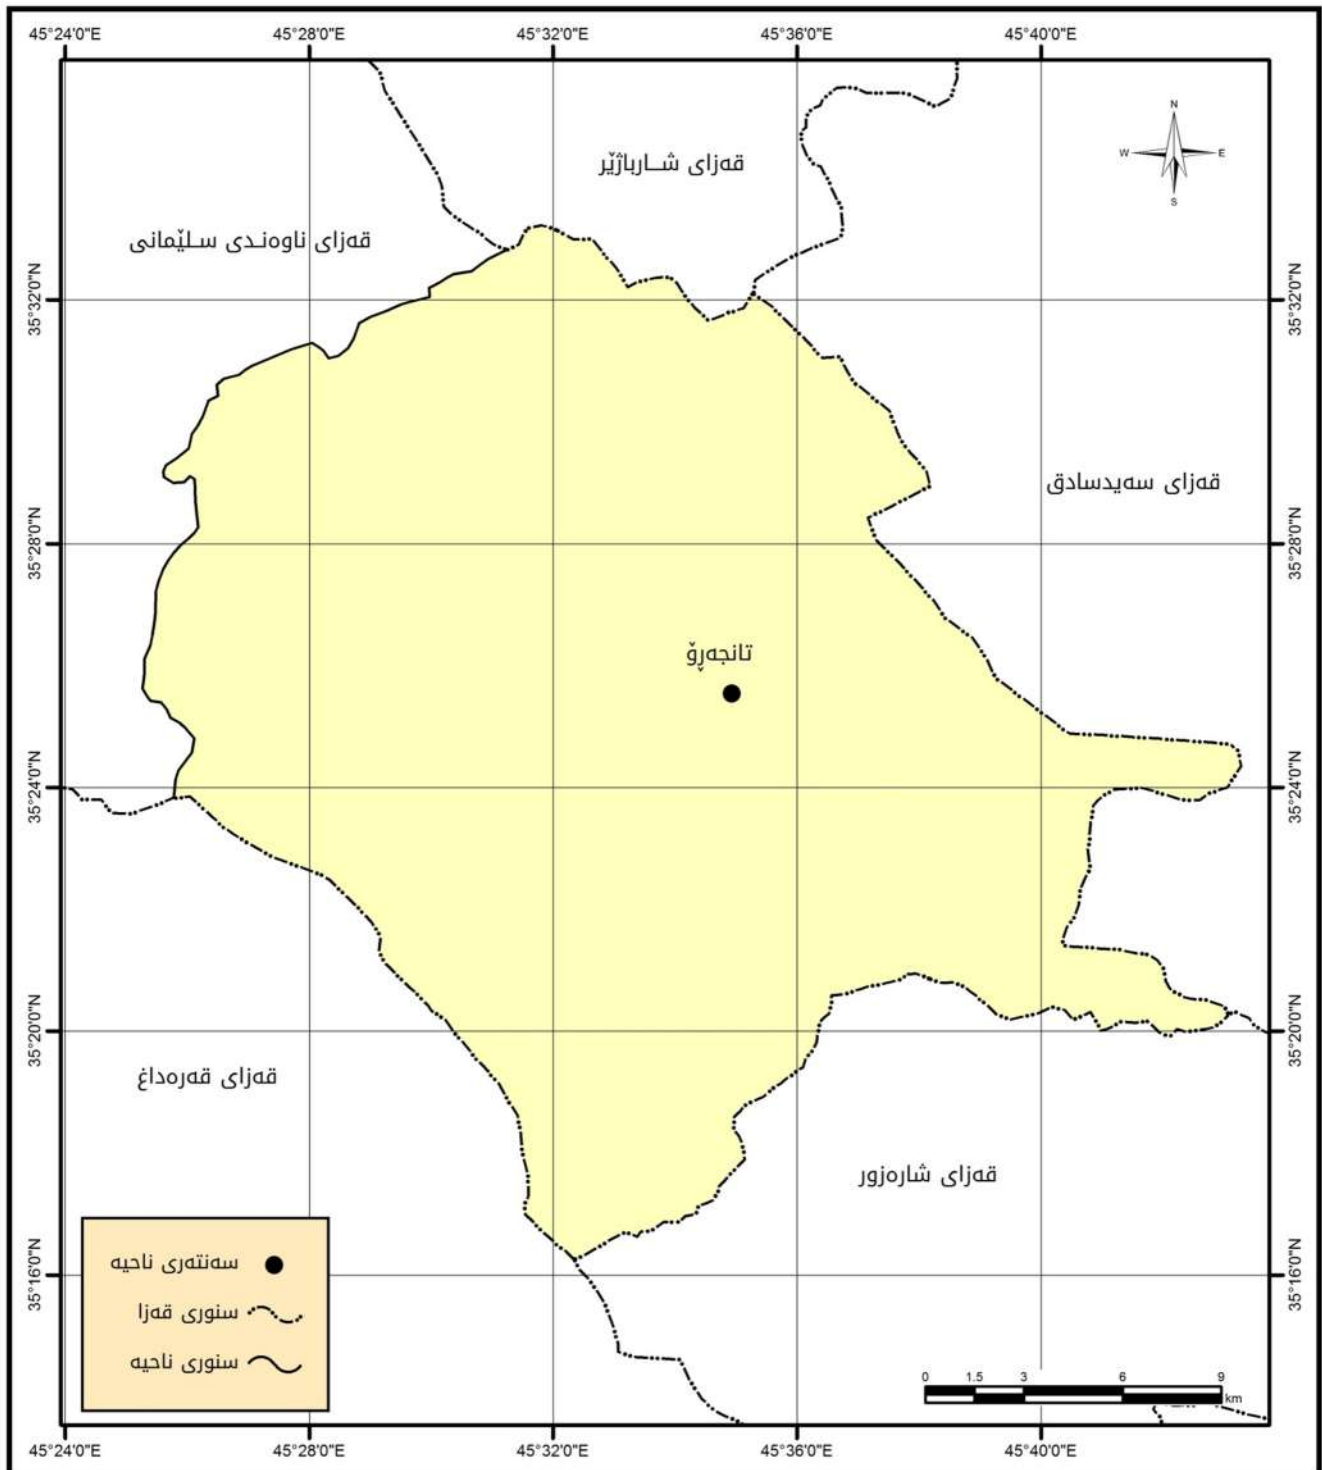 45°24'0"E 45°28'0"E 45°32'0"E 45°36'0"E 45°40'0"E
N
W E
S
قەزای شــارباژێڕ
قەزای ناوەنـدی سـلێمانی
35°32'0"N 35°32'0"N
قەزای سەیدسادق
35°28'0"N 35°28'0"N
تانجەڕۆ
35°24'0"N 35°24'0"N
35°20'0"N 35°20'0"N
قەزای قەرەداغ
قەزای شارەزور
35°16'0"N 35°16'0"N
سەنتەری ناحیە
سنوری قەزا
سنوری ناحیە
0 1.5 3 6 9
km
45°24'0"E 45°28'0"E 45°32'0"E 45°36'0"E 45°40'0"E